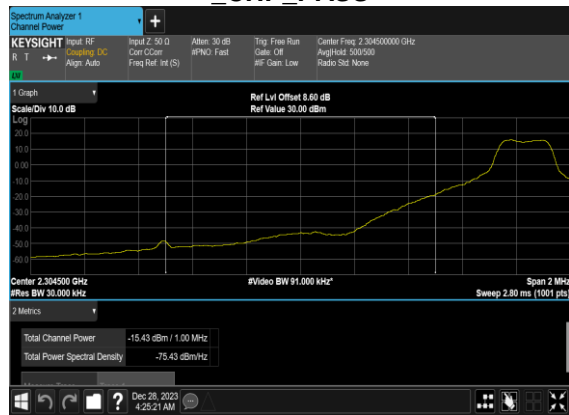 Spectrum Analyzer 1
Channel Power
+
KEYSIGHT
R T
LW
Input: RF
Coupling: DC
Align: Auto
Input Z: 50 Ω
Corr CCorr
Freq Ref: Int (S)
Atten: 30 dB
#PNO: Fast
Trig: Free Run
Gate: Off
#IF Gain: Low
Center Freq: 2.304500000 GHz
Avg|Hold: 500/500
Radio Std: None
1 Graph
Scale/Div 10.0 dB
Ref Lvl Offset 8.60 dB
Ref Value 30.00 dBm
Log
20.0
10.0
0.00
-10.0
-20.0
-30.0
-40.0
-50.0
-60.0
Center 2.304500 GHz
#Res BW 30.000 kHz
#Video BW 91.000 kHz*
Span 2 MHz
Sweep 2.80 ms (1001 pts)
2 Metrics
Total Channel Power -15.43 dBm / 1.00 MHz
Total Power Spectral Density -75.43 dBm/Hz
?
Dec 28, 2023
4:25:21 AM